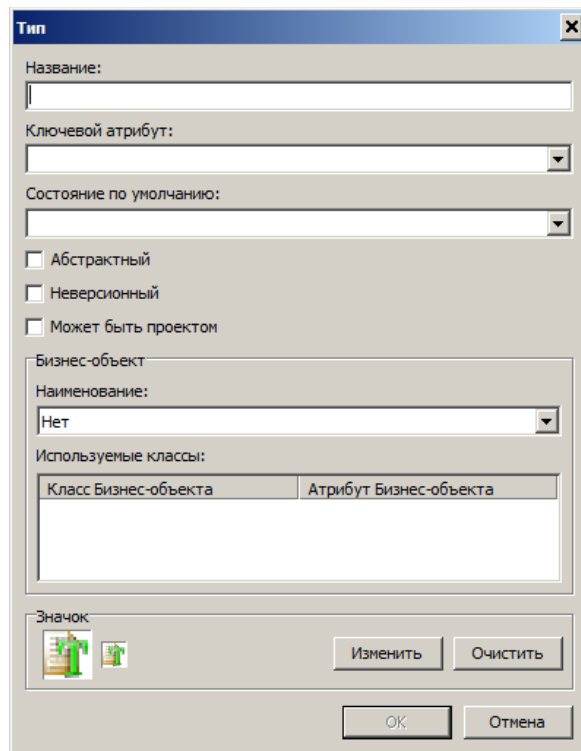 Тип
Название:
Ключевой атрибут:
Состояние по умолчанию:
Абстрактный
Неверсионный
Может быть проектом
Бизнес-объект
Наименование:
Нет
Используемые классы:
Класс Бизнес-объекта Атрибут Бизнес-объекта
Значок
Изменить Очистить
ОК Отмена